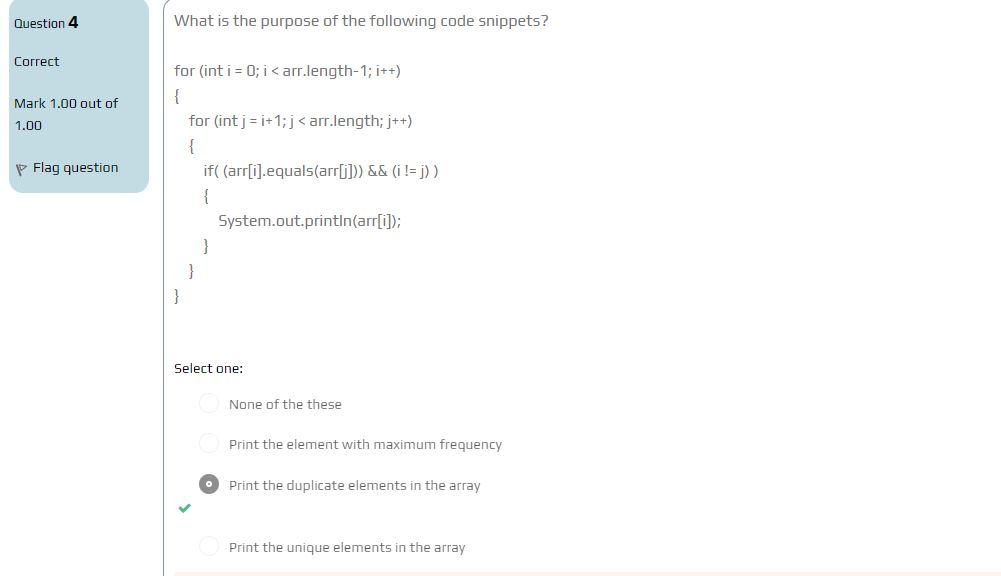 Question 4
Correct
Mark 1.00 out of
1.00
Flag question
What is the purpose of the following code snippets?
for (int i = 0; i < arr.length-1; i++)
{
for (int j = i+1; j < arr.length; j++)
{
if( (arr[i].equals(arr[j])) && (i != j) )
{
System.out.println(arr[i]);
}
}
}
Select one:
None of the these
Print the element with maximum frequency
Print the duplicate elements in the array
Print the unique elements in the array